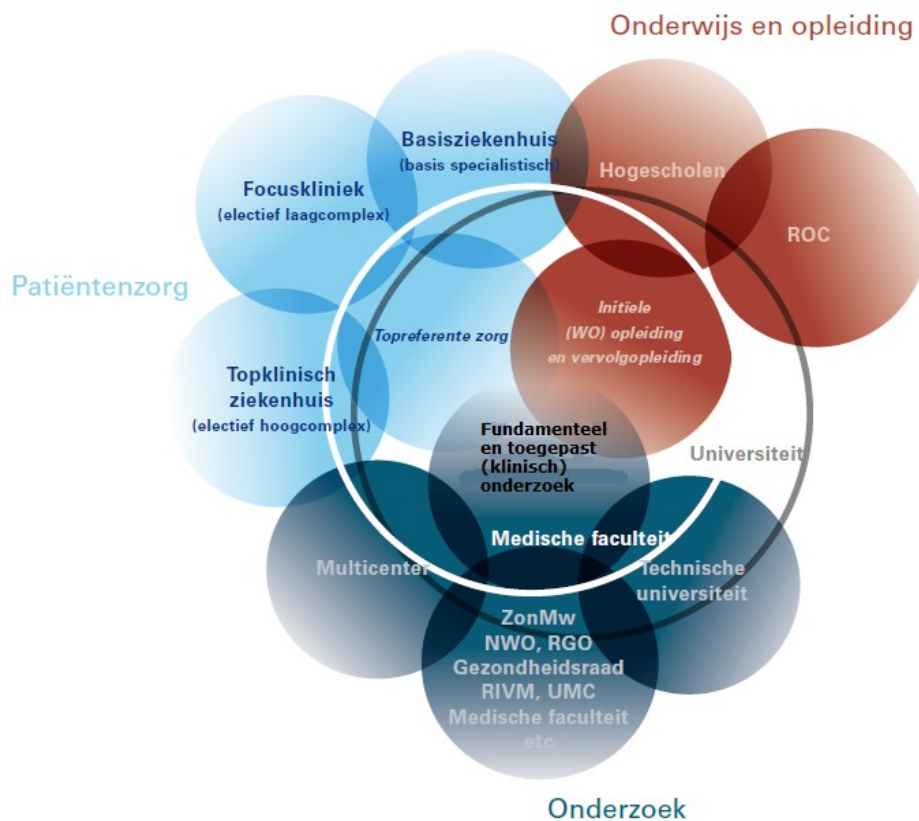 Onderwijs en opleiding
Basisziekenhuis
(basis specialistisch)
Hogescholen
Focuskliniek
(electief laagcomplex)
ROC
Patiëntenzorg
Initïele
(WO) opleiding
en vervolgopleiding
Topreferente zorg
Topklinisch
ziekenhuis
(electief hoogcomplex)
Fundamenteel
en toegepast
(klinisch)
onderzoek
Universiteit
Medische faculteit
Multicenter
Technische
universiteit
ZonMw
NWO, RGO
Gezondheidsraad
RIVM, UMC
Medische faculteit
etc
Onderzoek